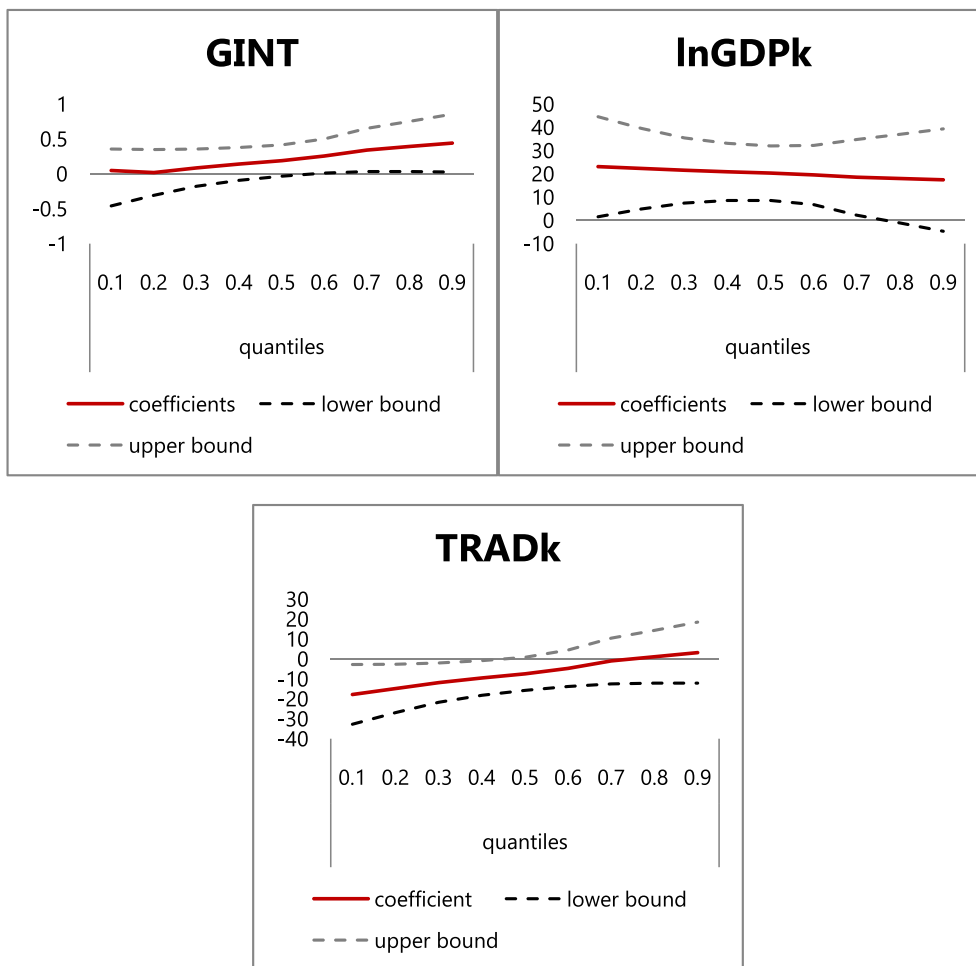 GINT
1
0.5
0
-0.5
-1
0.1 0.2 0.3 0.4 0.5 0.6 0.7 0.8 0.9
quantiles
coefficients lower bound
upper bound
lnGDPk
50
40
30
20
10
0
-10
0.1 0.2 0.3 0.4 0.5 0.6 0.7 0.8 0.9
quantiles
coefficients lower bound
upper bound
TRADk
30
20
10
0
-10
-20
-30
-40
0.1 0.2 0.3 0.4 0.5 0.6 0.7 0.8 0.9
quantiles
coefficient lower bound
upper bound